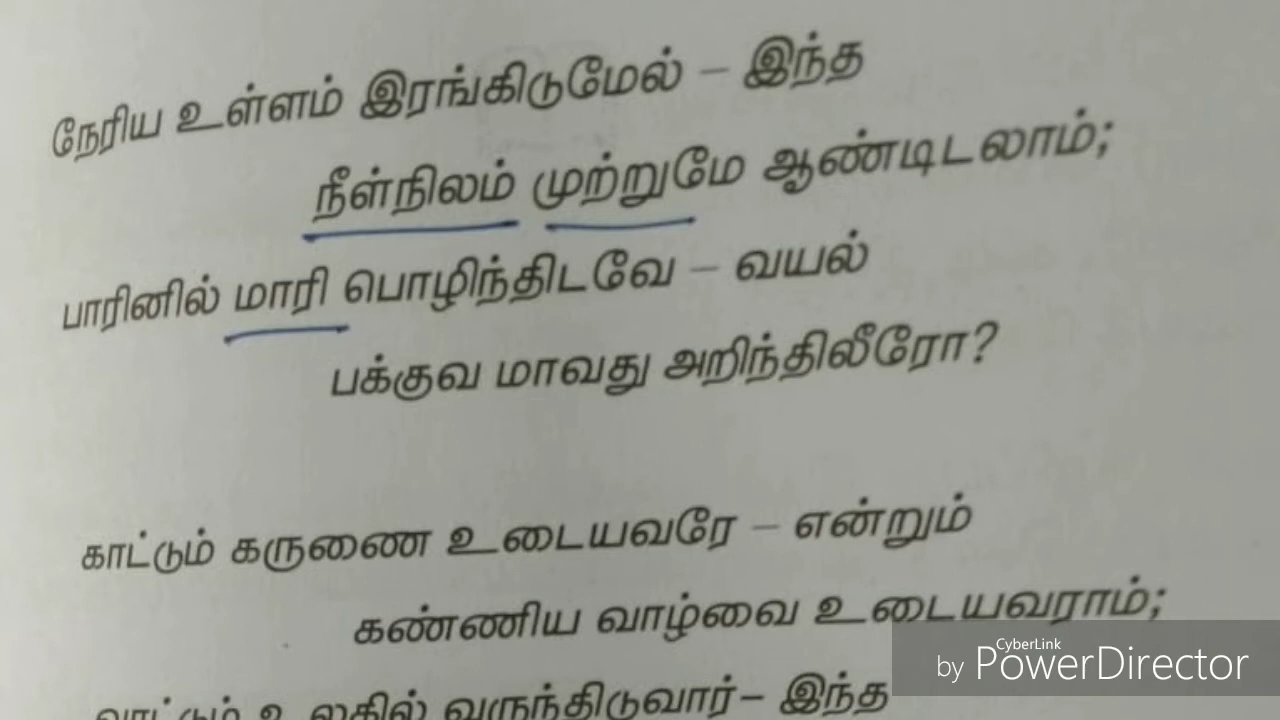 நேரிய உள்ளம் இரங்கிடுமேல் – இந்த
நீள்நிலம் முற்றுமே ஆண்டிடலாம்;
பாரினில் மாரி பொழிந்திடவே – வயல்
பக்குவ மாவது அறிந்திலீரோ?
காட்டும் கருணை உடையவரே – என்றும்
கண்ணிய வாழ்வை உடையவராம்;
வாட்டும் உலகில் வருந்திடுவார்– இந்த
by CyberLink PowerDirector